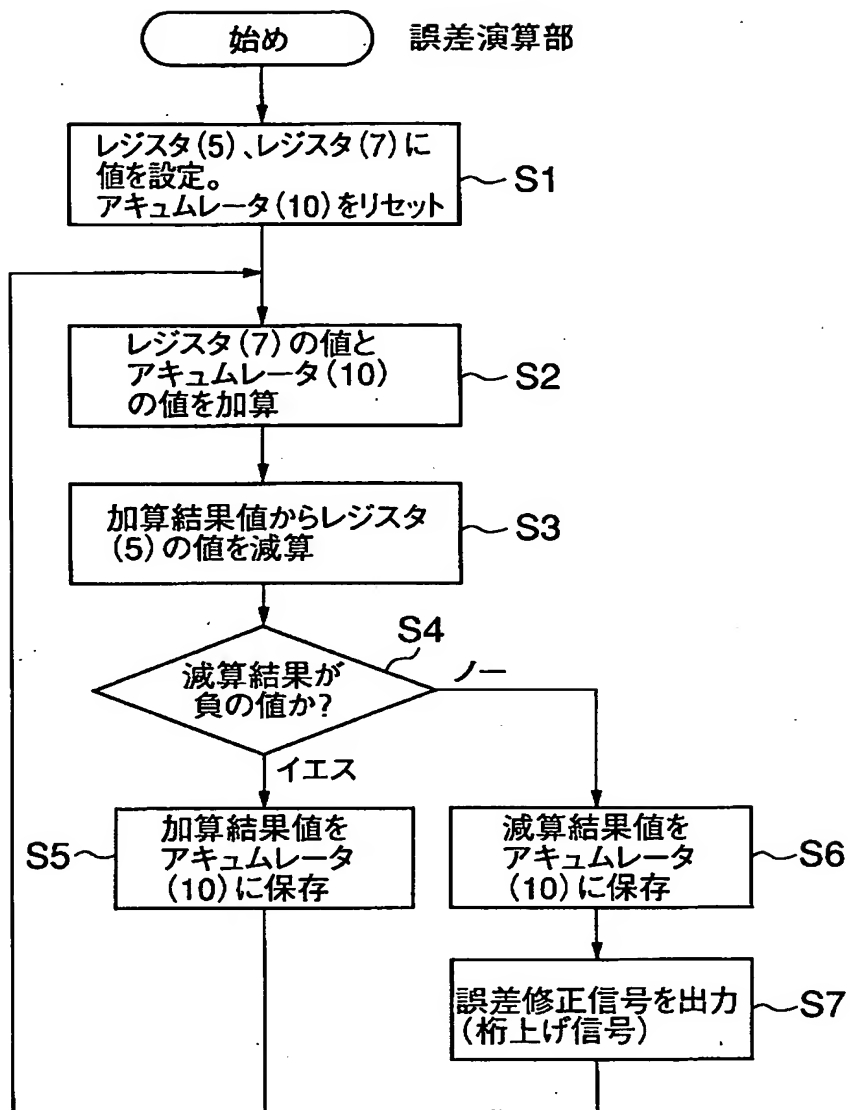 始め
誤差演算部
レジスタ(5)、レジスタ(7)に
値を設定。
アキュムレータ(10)をリセット
S1
レジスタ(7)の値と
アキュムレータ(10)
の値を加算
S2
加算結果値からレジスタ
(5)の値を減算
S3
S4
減算結果が
負の値か?
ノー
イエス
S5
加算結果値を
アキュムレータ
(10)に保存
減算結果値を
アキュムレータ
(10)に保存
S6
誤差修正信号を出力
(桁上げ信号)
S7